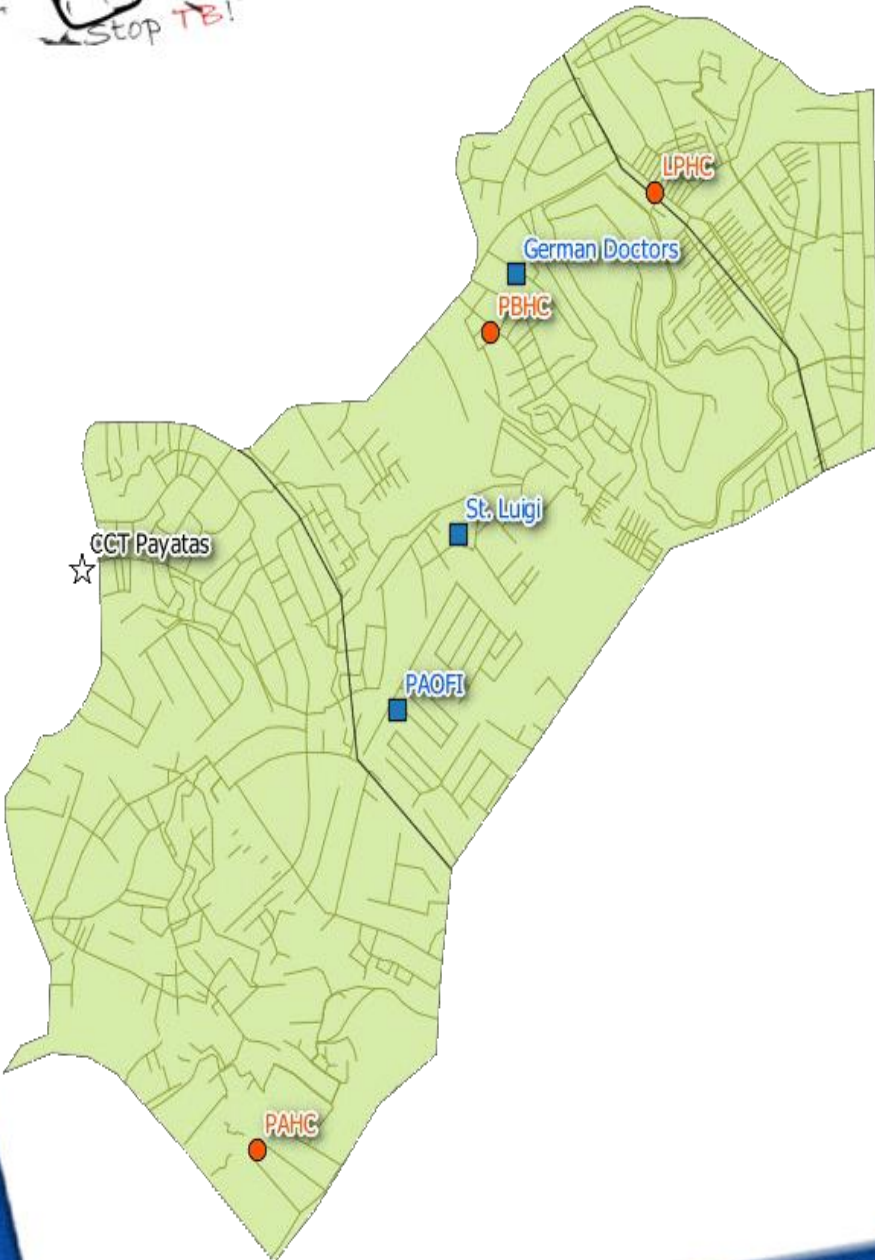 Stop TB!
LPHC
German Doctors
PBHC
St. Luigi
CCT Payatas
PAOFI
PAHC